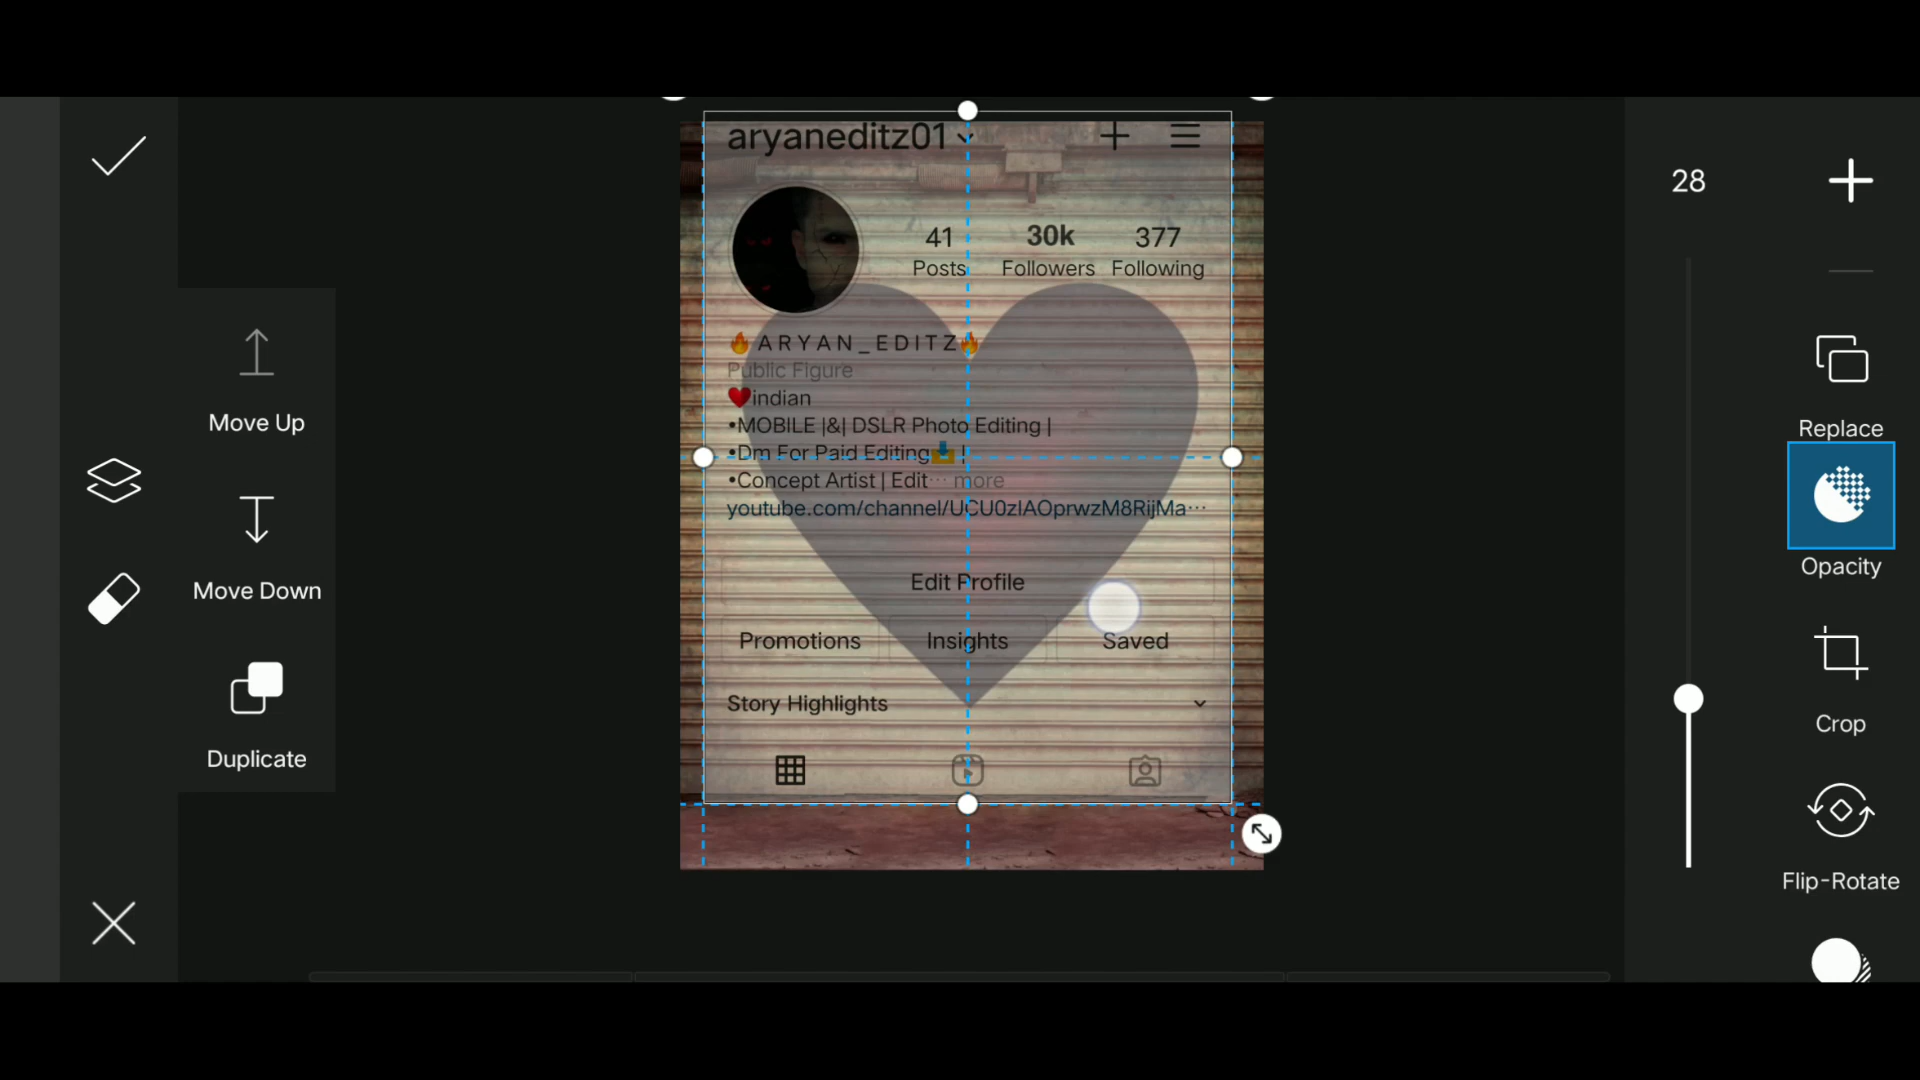 aryaneditz01
28
41 30k 377
Posts Followers Following
🔥 A R Y A N _ E D I T Z🔥
Public Figure
❤️indian
•MOBILE |&| DSLR Photo Editing |
•Dm For Paid Editing📥 |
•Concept Artist | Edit… more
youtube.com/channel/UCU0zlAOprwzM8RijMa…
Edit Profile
Promotions Insights Saved
Story Highlights
Move Up
Move Down
Duplicate
Replace
Opacity
Crop
Flip-Rotate